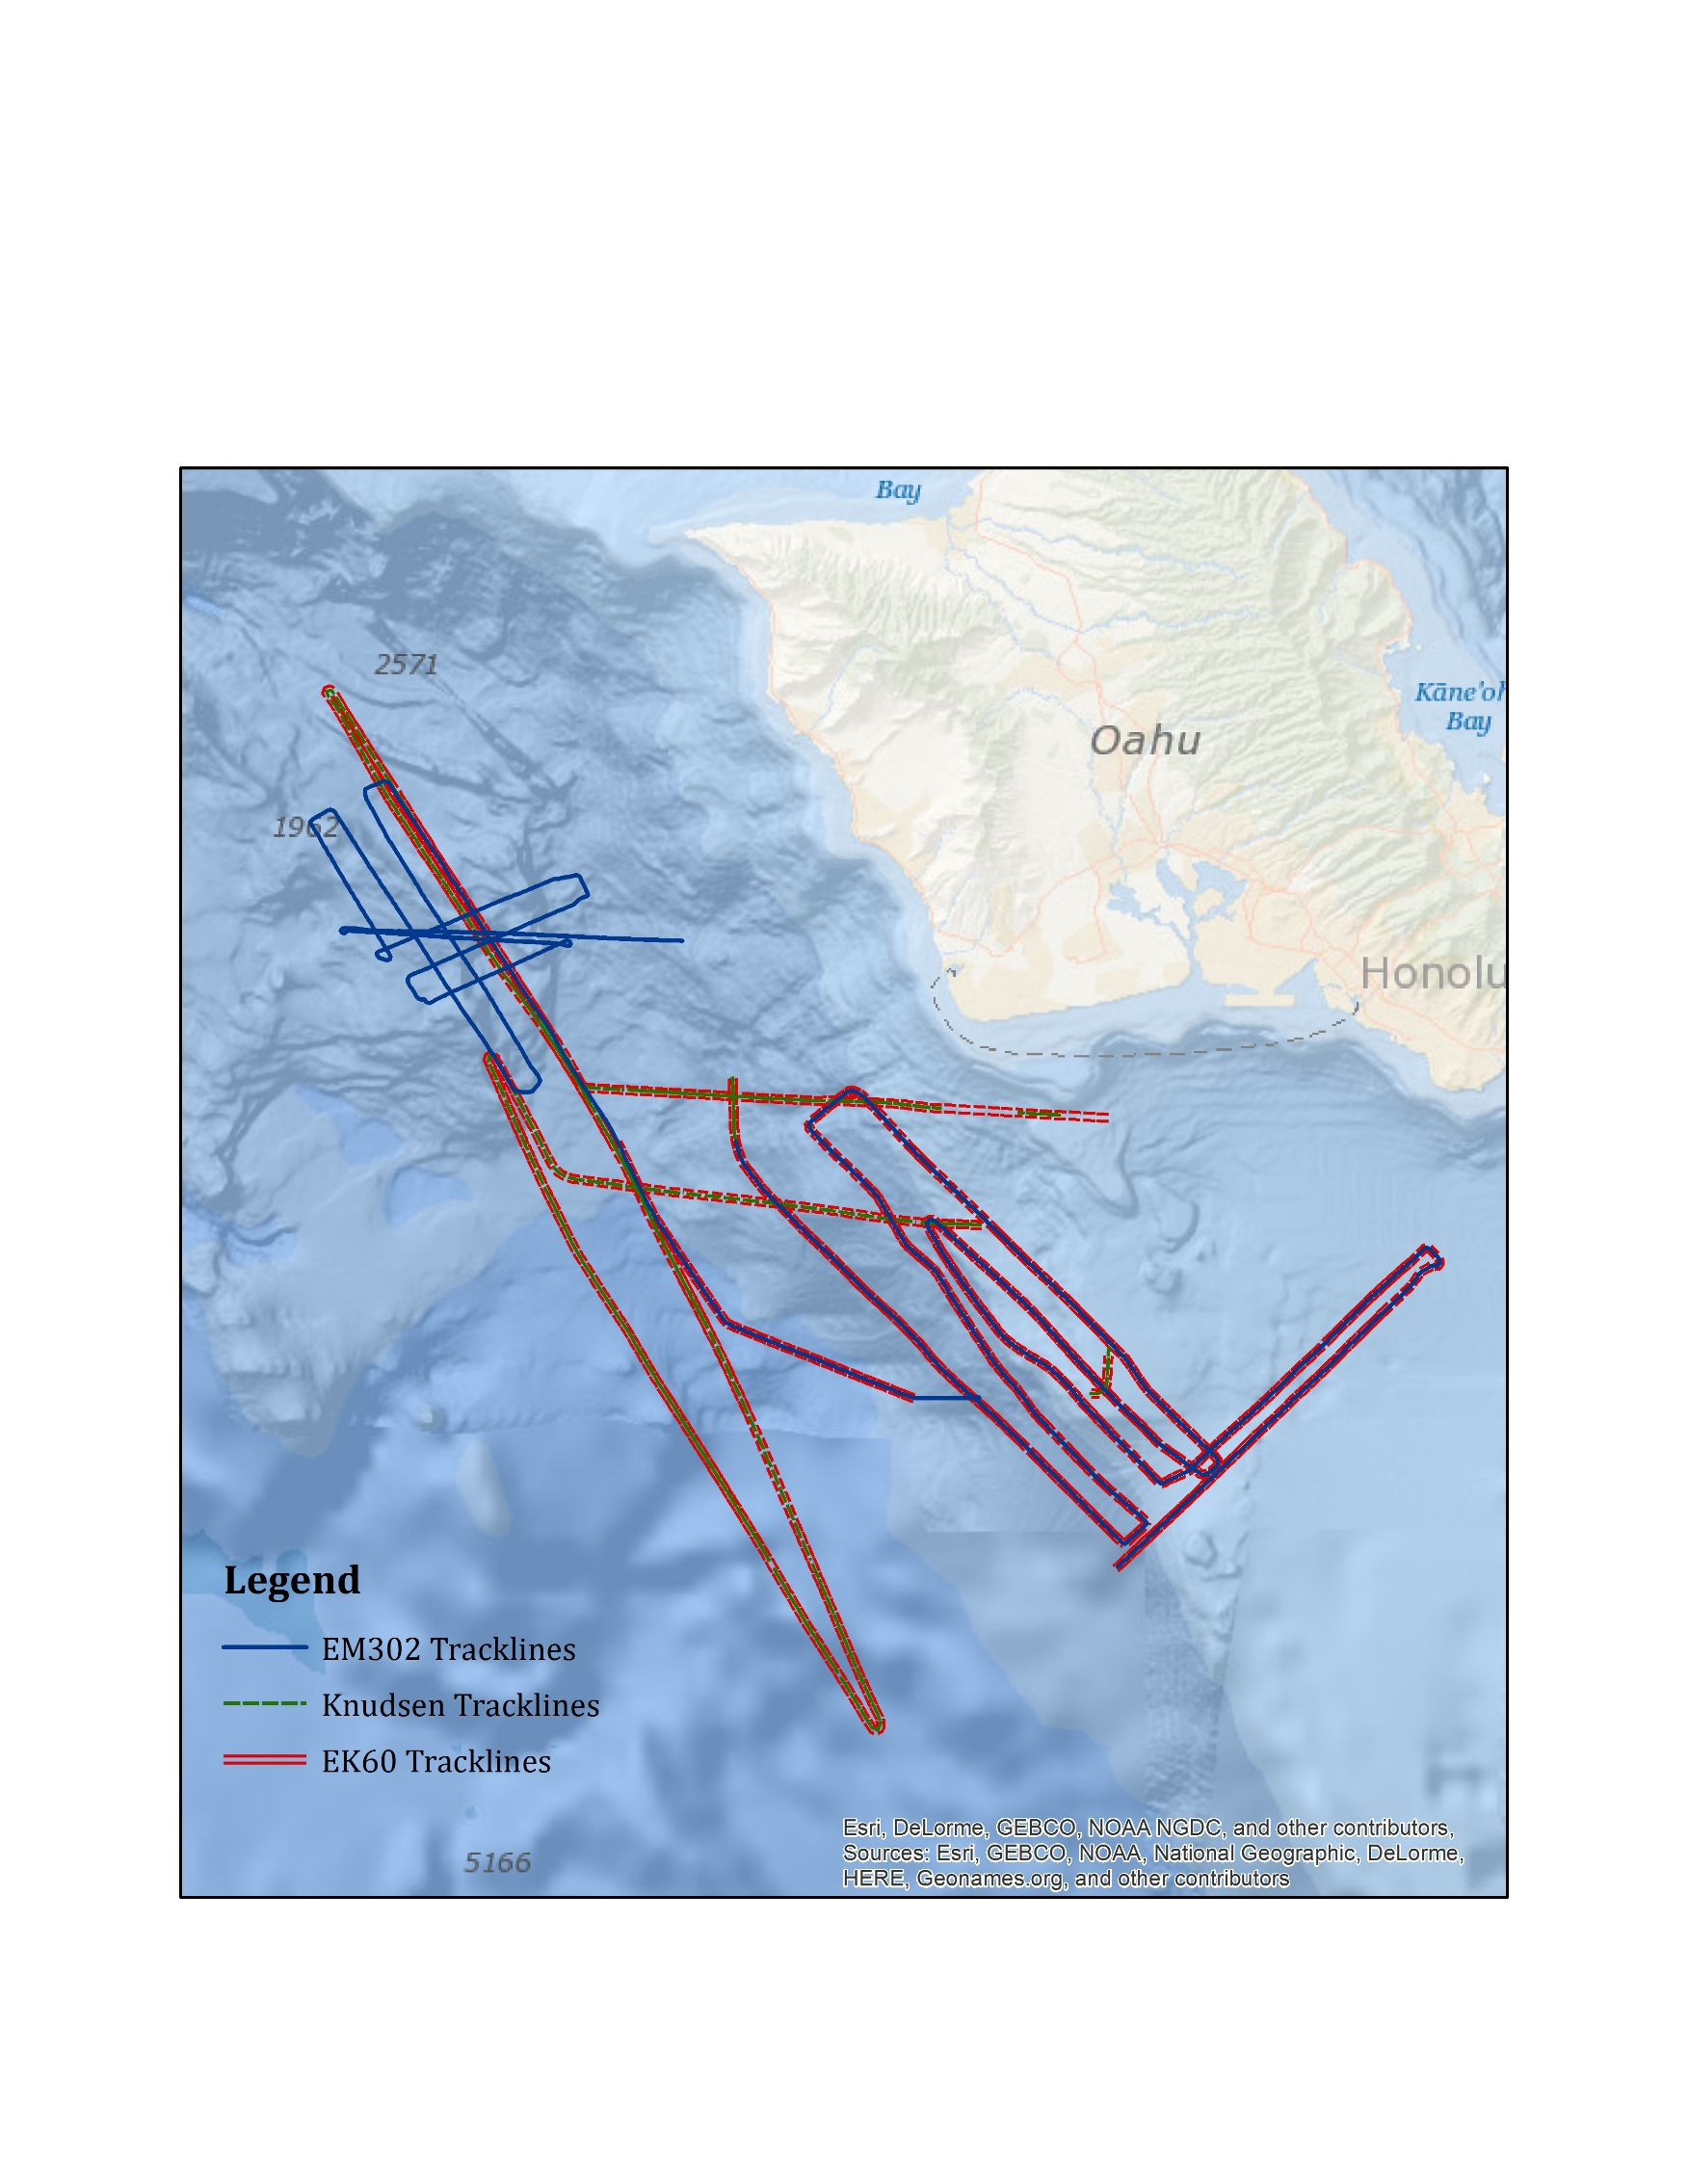 Bay
2571
Kāne'oh
Bay
Oahu
1962
Honolu
Legend
EM302 Tracklines
Knudsen Tracklines
EK60 Tracklines
H
Esri, DeLorme, GEBCO, NOAA NGDC, and other contributors,
Sources: Esri, GEBCO, NOAA, National Geographic, DeLorme,
HERE, Geonames.org, and other contributors
5166